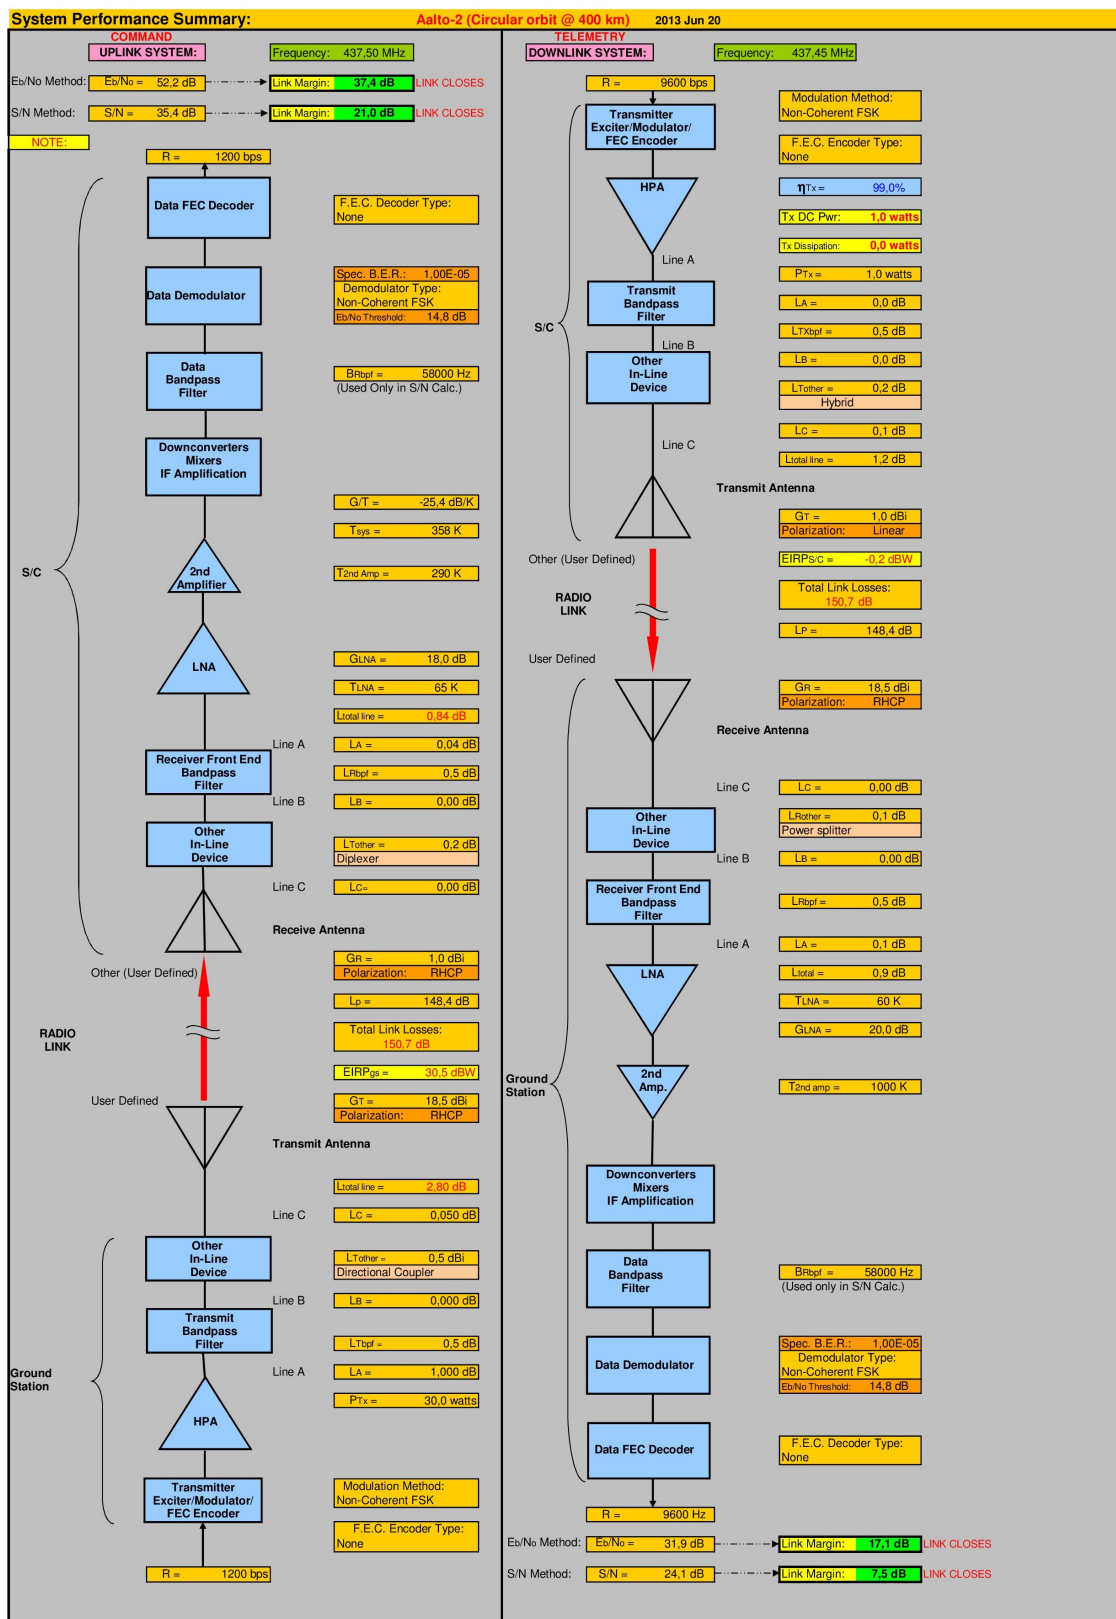 System Performance Summary: Aalto-2 (Circular orbit @ 400 km) 2013 Jun 20
COMMAND
UPLINK SYSTEM: Frequency: 437,50 MHz
Eb/No Method: Eb/No = 52,2 dB Link Margin: 37,4 dB LINK CLOSES
S/N Method: S/N = 35,4 dB Link Margin: 21,0 dB LINK CLOSES
NOTE:
R = 1200 bps
Data FEC Decoder
F.E.C. Decoder Type:
None
Data Demodulator
Spec. B.E.R.: 1,00E-05
Demodulator Type:
Non-Coherent FSK
Eb/No Threshold: 14,8 dB
Data
Bandpass
Filter
BRbpf = 58000 Hz
(Used Only in S/N Calc.)
Downconverters
Mixers
IF Amplification
G/T = -25,4 dB/K
Tsys = 358 K
S/C
2nd
Amplifier
T2nd Amp = 290 K
LNA
GLNA = 18,0 dB
TLNA = 65 K
Ltotal line = 0,84 dB
Line A LA = 0,04 dB
Receiver Front End
Bandpass
Filter
LRbpf = 0,5 dB
Line B LB = 0,00 dB
Other
In-Line
Device
LTother = 0,2 dB
Diplexer
Line C LC= 0,00 dB
Receive Antenna
GR = 1,0 dBi
Other (User Defined) Polarization: RHCP
Lp = 148,4 dB
RADIO
LINK
Total Link Losses:
150,7 dB
EIRPgs = 30,5 dBW
User Defined GT = 18,5 dBi
Polarization: RHCP
Transmit Antenna
Ltotal line = 2,80 dB
Line C LC = 0,050 dB
Other
In-Line
Device
LTother = 0,5 dBi
Directional Coupler
Line B LB = 0,000 dB
Transmit
Bandpass
Filter
LTbpf = 0,5 dB
Ground
Station
Line A LA = 1,000 dB
PTx = 30,0 watts
HPA
Transmitter
Exciter/Modulator/
FEC Encoder
Modulation Method:
Non-Coherent FSK
F.E.C. Encoder Type:
None
R = 1200 bps
TELEMETRY
DOWNLINK SYSTEM: Frequency: 437,45 MHz
R = 9600 bps
Transmitter
Exciter/Modulator/
FEC Encoder
Modulation Method:
Non-Coherent FSK
F.E.C. Encoder Type:
None
HPA
ηTx = 99,0%
Tx DC Pwr: 1,0 watts
Tx Dissipation: 0,0 watts
Line A
PTx = 1,0 watts
Transmit
Bandpass
Filter
LA = 0,0 dB
S/C
LTXbpf = 0,5 dB
Line B
LB = 0,0 dB
Other
In-Line
Device
LTother = 0,2 dB
Hybrid
LC = 0,1 dB
Line C
Ltotal line = 1,2 dB
Transmit Antenna
GT = 1,0 dBi
Polarization: Linear
Other (User Defined) EIRPS/C = -0,2 dBW
RADIO
LINK
Total Link Losses:
150,7 dB
LP = 148,4 dB
User Defined
GR = 18,5 dBi
Polarization: RHCP
Receive Antenna
Line C LC = 0,00 dB
Other
In-Line
Device
LRother = 0,1 dB
Power splitter
Line B LB = 0,00 dB
Receiver Front End
Bandpass
Filter
LRbpf = 0,5 dB
Line A LA = 0,1 dB
LNA
Ltotal = 0,9 dB
TLNA = 60 K
GLNA = 20,0 dB
Ground
Station
2nd
Amp.
T2nd amp = 1000 K
Downconverters
Mixers
IF Amplification
Data
Bandpass
Filter
BRbpf = 58000 Hz
(Used only in S/N Calc.)
Data Demodulator
Spec. B.E.R.: 1,00E-05
Demodulator Type:
Non-Coherent FSK
Eb/No Threshold: 14,8 dB
Data FEC Decoder
F.E.C. Decoder Type:
None
R = 9600 Hz
Eb/No Method: Eb/No = 31,9 dB Link Margin: 17,1 dB LINK CLOSES
S/N Method: S/N = 24,1 dB Link Margin: 7,5 dB LINK CLOSES